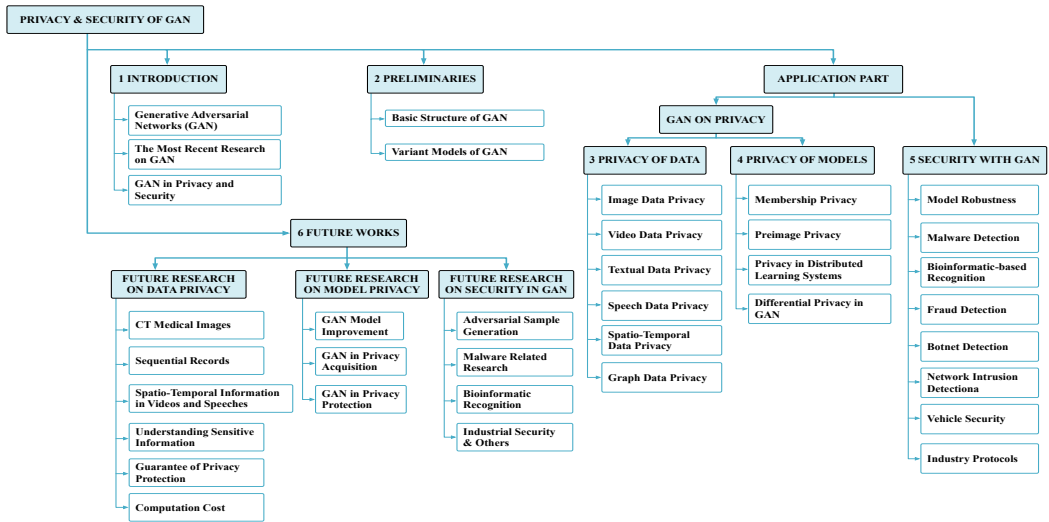 PRIVACY & SECURITY OF GAN
1 INTRODUCTION
Generative Adversarial
Networks (GAN)
The Most Recent Research
on GAN
GAN in Privacy and
Security
2 PRELIMINARIES
Basic Structure of GAN
Variant Models of GAN
APPLICATION PART
GAN ON PRIVACY
3 PRIVACY OF DATA
Image Data Privacy
Video Data Privacy
Textual Data Privacy
Speech Data Privacy
Spatio-Temporal
Data Privacy
Graph Data Privacy
4 PRIVACY OF MODELS
Membership Privacy
Preimage Privacy
Privacy in Distributed
Learning Systems
Differential Privacy in
GAN
5 SECURITY WITH GAN
Model Robustness
Malware Detection
Bioinformatic-based
Recognition
Fraud Detection
Botnet Detection
Network Intrusion
Detectiona
Vehicle Security
Industry Protocols
6 FUTURE WORKS
FUTURE RESEARCH
ON DATA PRIVACY
CT Medical Images
Sequential Records
Spatio-Temporal Information
in Videos and Speeches
Understanding Sensitive
Information
Guarantee of Privacy
Protection
Computation Cost
FUTURE RESEARCH
ON MODEL PRIVACY
GAN Model
Improvement
GAN in Privacy
Acquisition
GAN in Privacy
Protection
FUTURE RESEARCH
ON SECURITY IN GAN
Adversarial Sample
Generation
Malware Related
Research
Bioinformatic
Recognition
Industrial Security
& Others